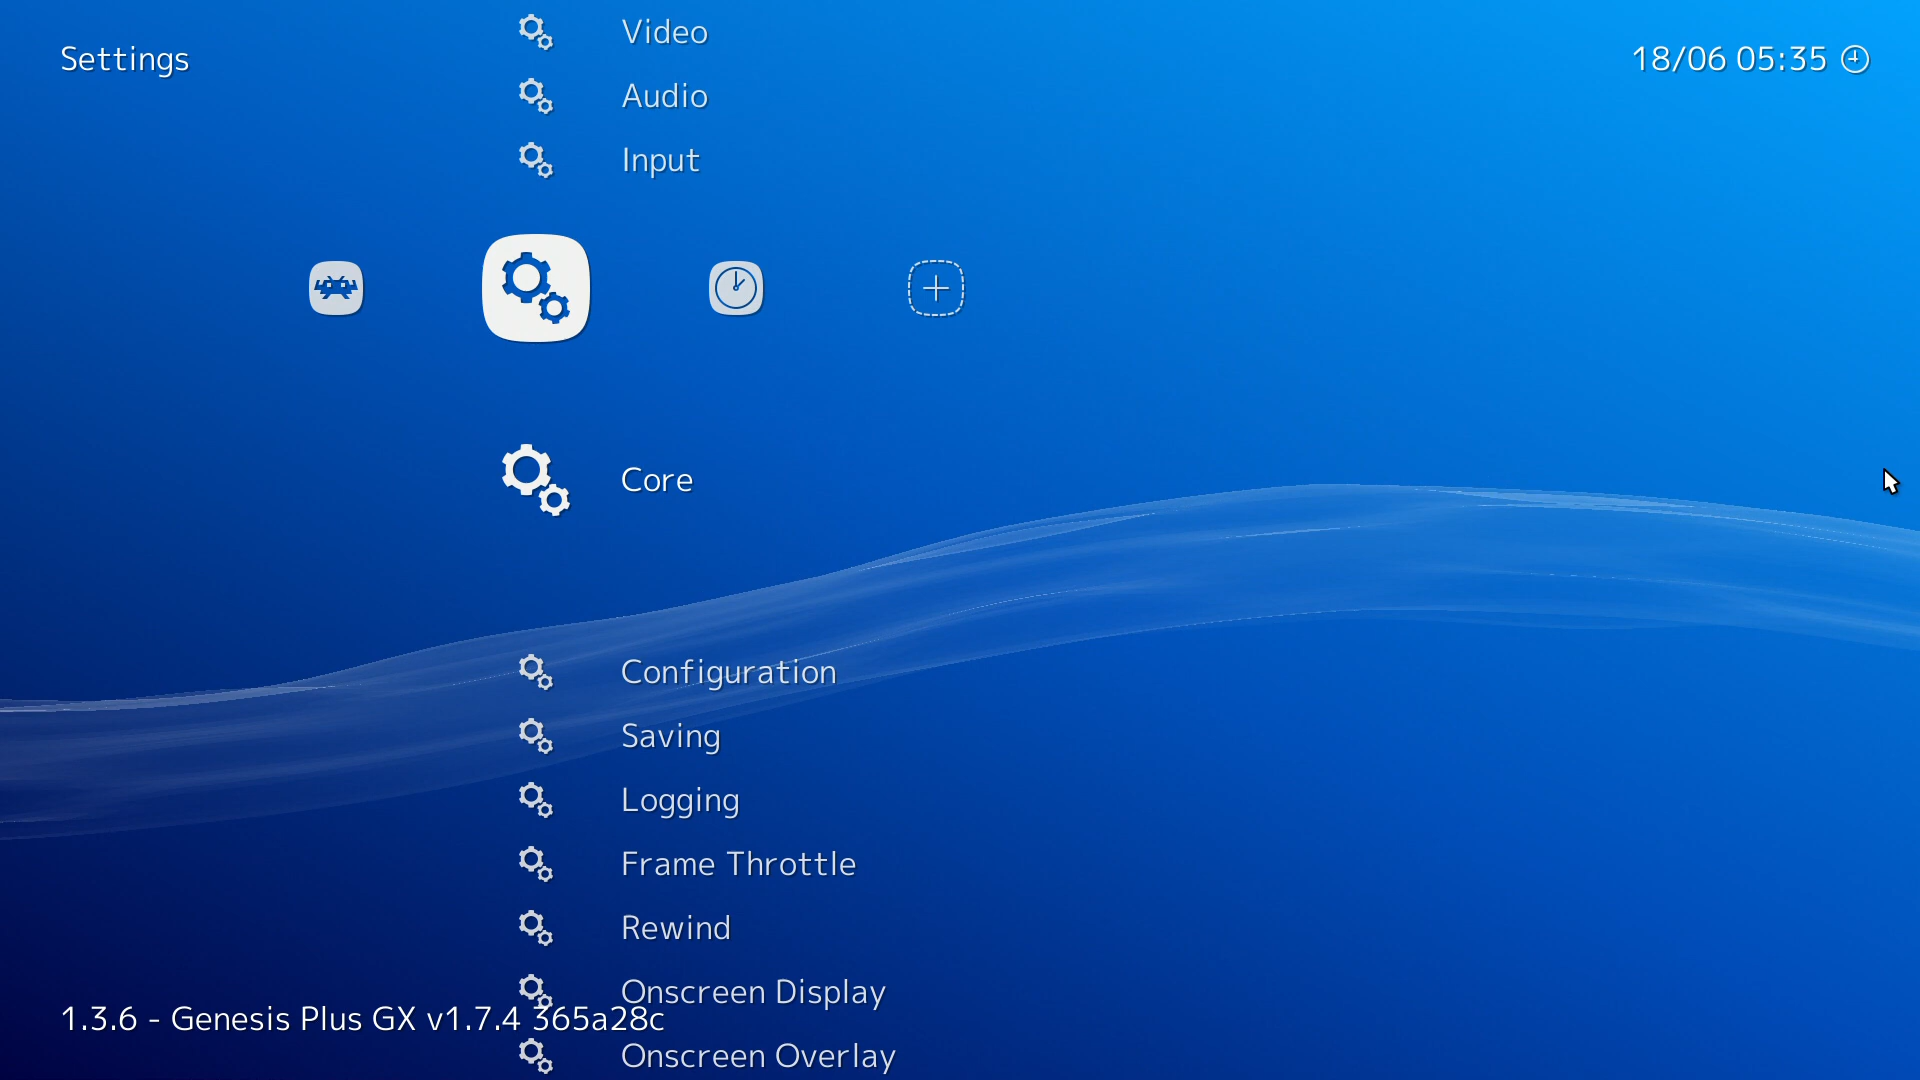 Video
Settings
18/06 05:35
Audio
Input
Core
Configuration
Saving
Logging
Frame Throttle
Rewind
Onscreen Display
1.3.6 - Genesis Plus GX v1.7.4 365a28c
Onscreen Overlay